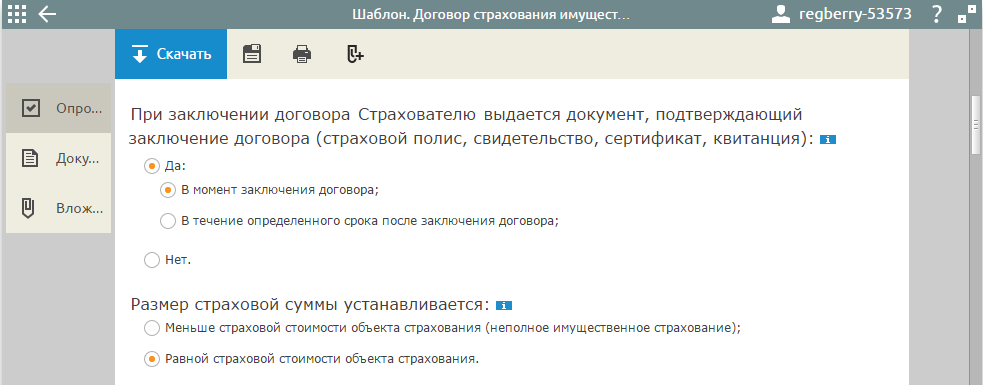 Шаблон. Договор страхования имущест...
regberry-53573
?
Скачать
Опро...
Доку...
Влож...
При заключении договора Страхователю выдается документ, подтверждающий
заключение договора (страховой полис, свидетельство, сертификат, квитанция): i
Да:
В момент заключения договора;
В течение определенного срока после заключения договора;
Нет.
Размер страховой суммы устанавливается: i
Меньше страховой стоимости объекта страхования (неполное имущественное страхование);
Равной страховой стоимости объекта страхования.